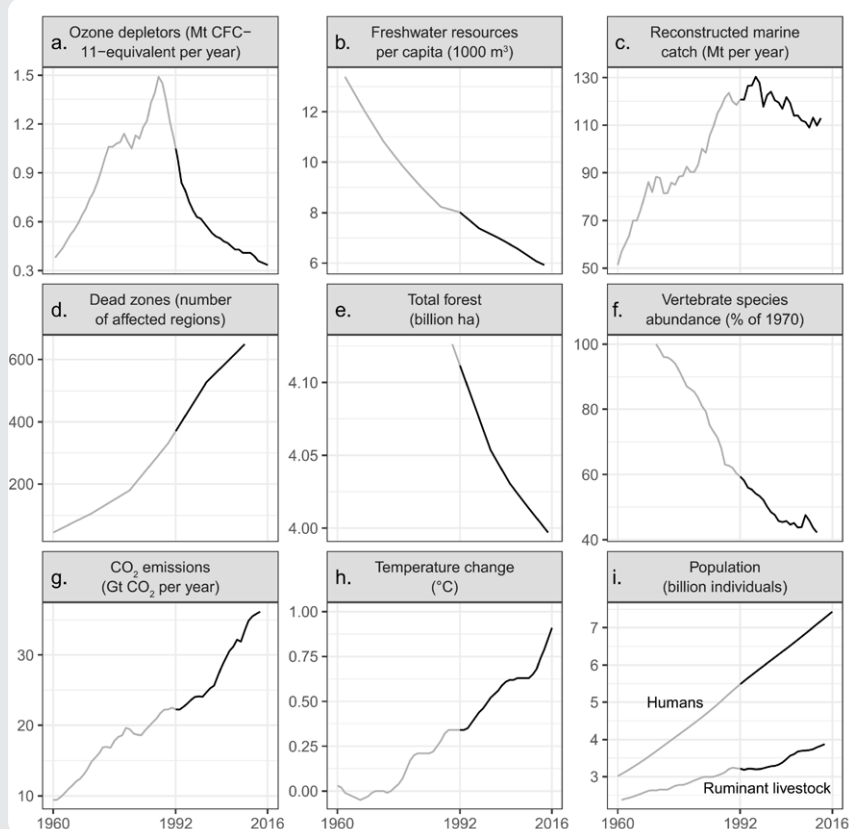 a. Ozone depletors (Mt CFC−
11−equivalent per year)
b. Freshwater resources
per capita (1000 m³)
c. Reconstructed marine
catch (Mt per year)
1.5
1.2
0.9
0.6
0.3
12
10
8
6
130
110
90
70
50
d. Dead zones (number
of affected regions)
e. Total forest
(billion ha)
f. Vertebrate species
abundance (% of 1970)
600
400
200
4.10
4.05
4.00
100
80
60
40
g. CO₂ emissions
(Gt CO₂ per year)
h. Temperature change
(°C)
i. Population
(billion individuals)
30
20
10
1.00
0.75
0.50
0.25
0.00
7
6
5
4
3
Humans
Ruminant livestock
1960 1992 2016
1960 1992 2016
1960 1992 2016